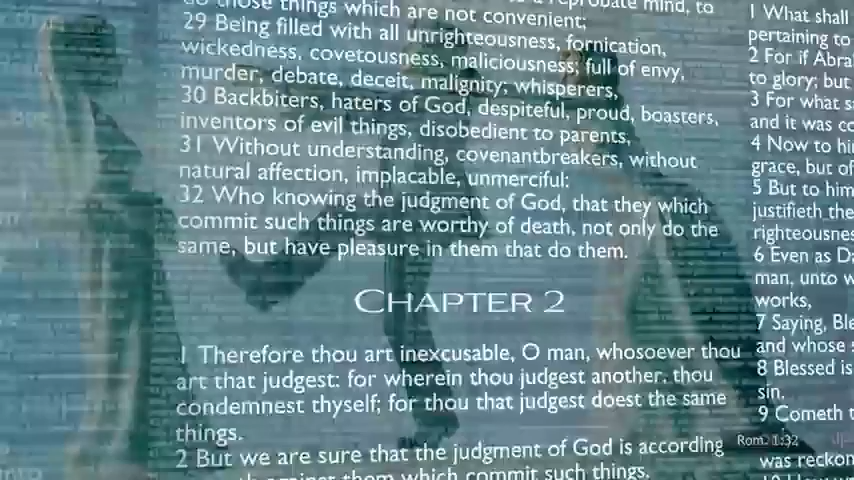 do those things which are not convenient;
29 Being filled with all unrighteousness, fornication,
wickedness, covetousness, maliciousness; full of envy,
murder, debate, deceit, malignity; whisperers,
30 Backbiters, haters of God, despiteful, proud, boasters,
inventors of evil things, disobedient to parents,
31 Without understanding, covenantbreakers, without
natural affection, implacable, unmerciful:
32 Who knowing the judgment of God, that they which
commit such things are worthy of death, not only do the
same, but have pleasure in them that do them.
CHAPTER 2
1 Therefore thou art inexcusable, O man, whosoever thou
art that judgest: for wherein thou judgest another, thou
condemnest thyself; for thou that judgest doest the same
things.
2 But we are sure that the judgment of God is according
against them which commit such things.
1 What shall
pertaining to
2 For if Abra
to glory; but
3 For what s
and it was co
4 Now to hi
grace, but of
5 But to him
justifieth the
righteousnes
6 Even as D
man, unto w
works,
7 Saying, Ble
and whose
8 Blessed is
sin.
9 Cometh t
Rom. 1:32
was reckon